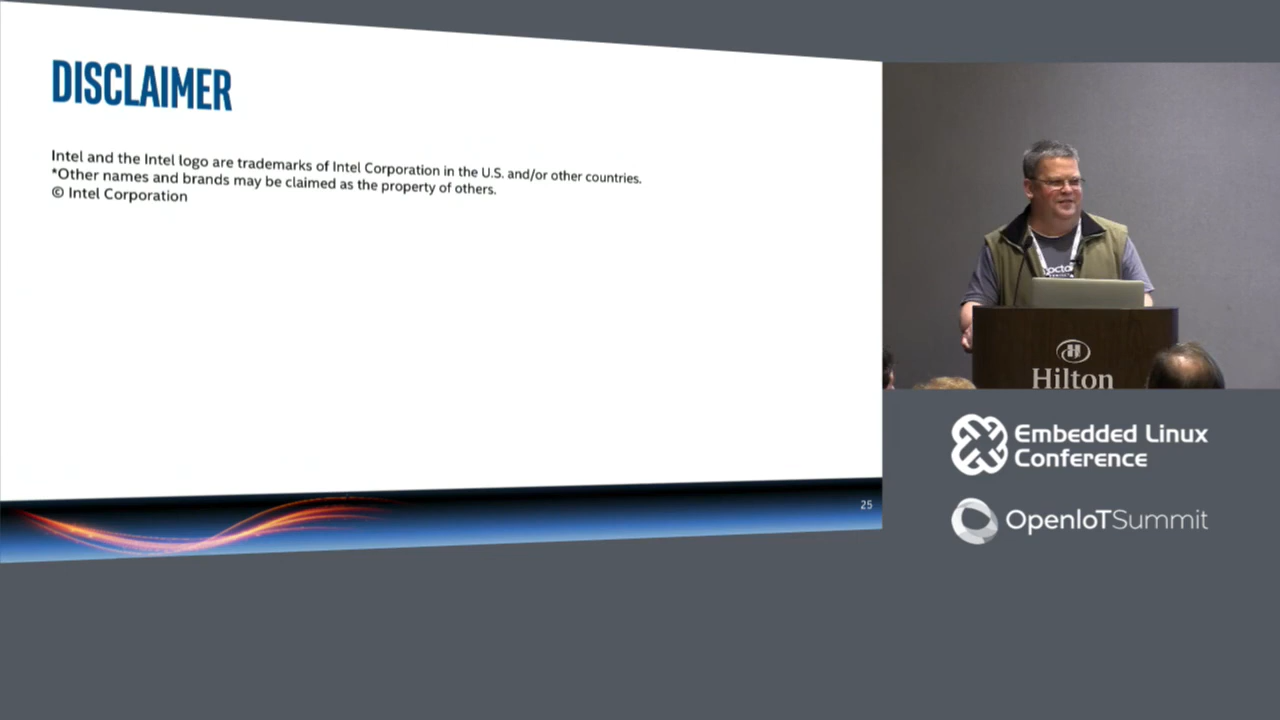 DISCLAIMER
Intel and the Intel logo are trademarks of Intel Corporation in the U.S. and/or other countries.
*Other names and brands may be claimed as the property of others.
© Intel Corporation
25
Hilton
Embedded Linux
Conference
OpenIoTSummit